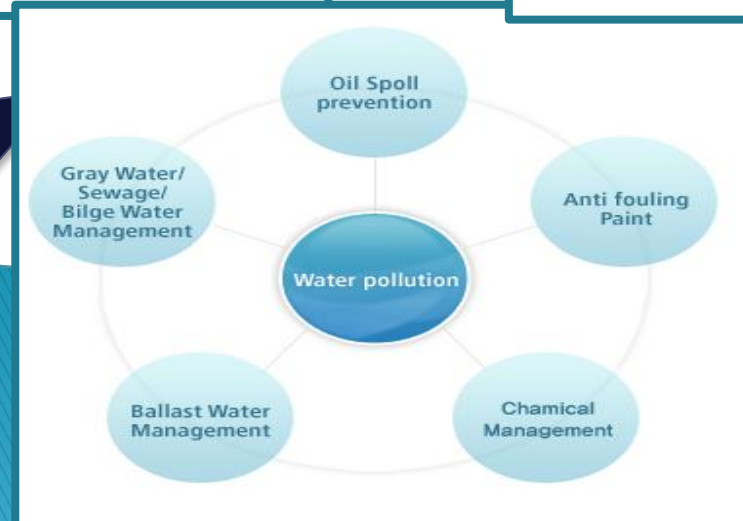 Oil Spoll
prevention
Gray Water/
Sewage/
Bilge Water
Management
Anti fouling
Paint
Water pollution
Ballast Water
Management
Chamical
Management